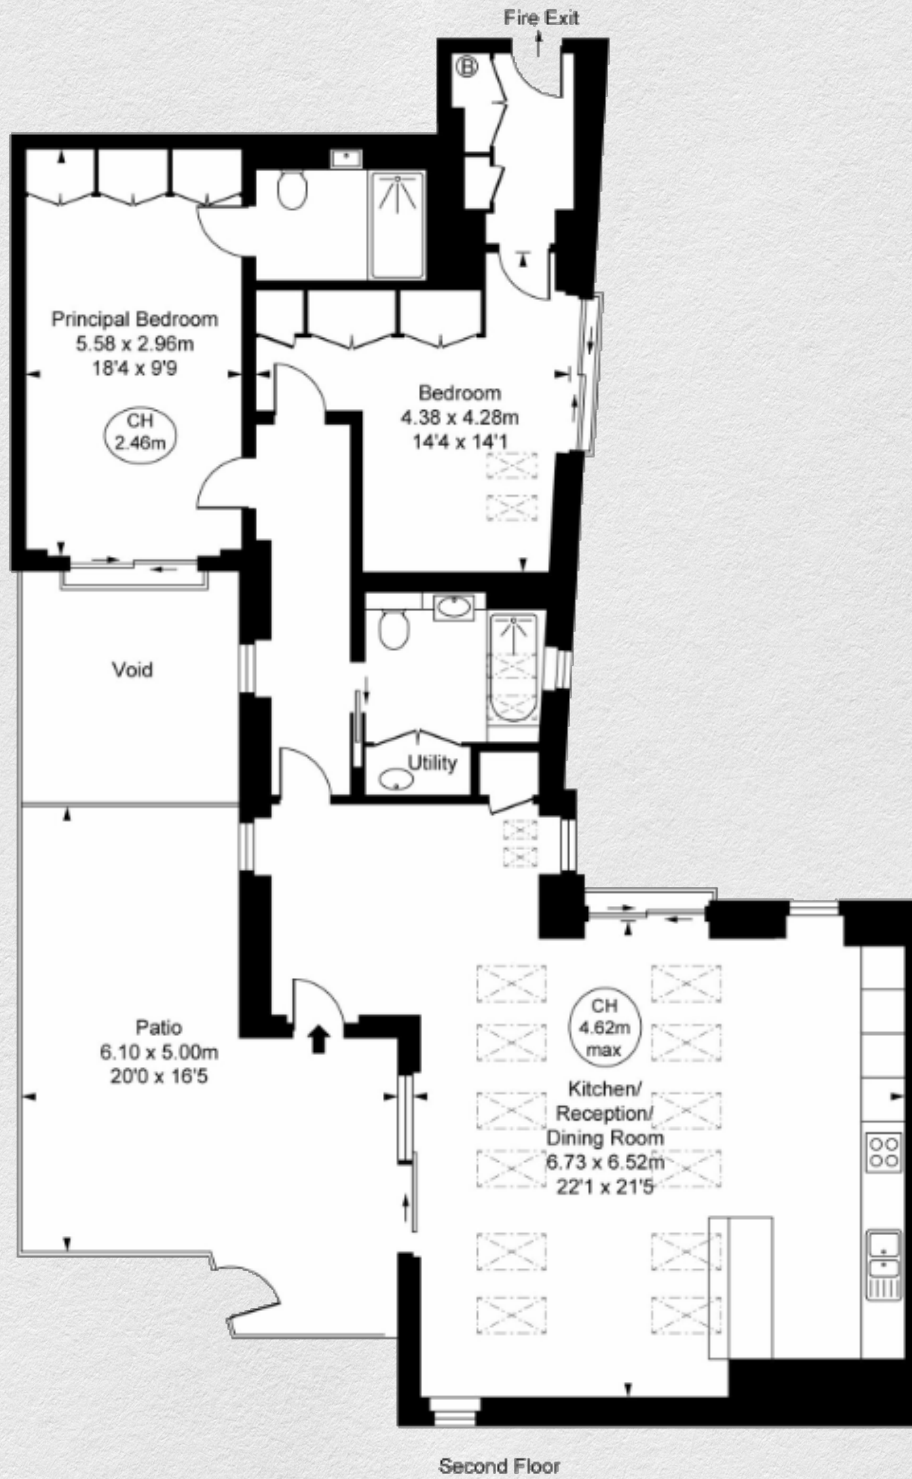 Fire Exit
B
Principal Bedroom
5.58 x 2.96m
18'4 x 9'9
CH
2.46m
Bedroom
4.38 x 4.28m
14'4 x 14'1
Void
Utility
Patio
6.10 x 5.00m
20'0 x 16'5
CH
4.62m
max
Kitchen/
Reception/
Dining Room
6.73 x 6.52m
22'1 x 21'5
Second Floor